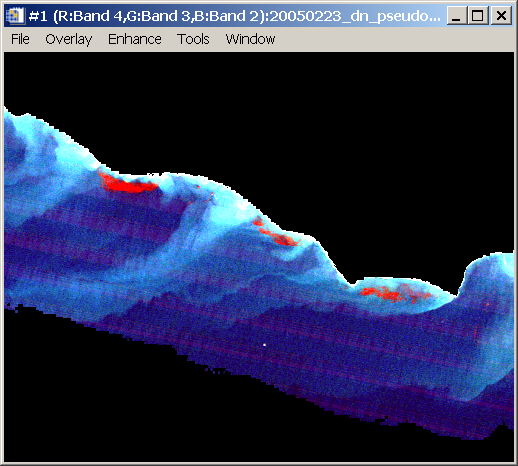 #1 (R:Band 4,G:Band 3,B:Band 2):20050223_dn_pseudo...
File Overlay Enhance Tools Window